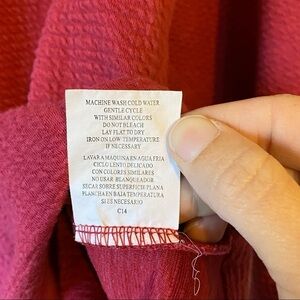 MACHINE WASH COLD WATER
GENTLE CYCLE
WITH SIMILAR COLORS
DO NOT BLEACH
LAY FLAT TO DRY
IRON ON LOW TEMPERATURE
IF NECESSARY
LAVAR A MAQUINA EN AGUA FRIA
CICLO LENTO DELICADO
CON COLORES SIMILARES
NO USAR BLANQUEADOR
SECAR SOBRE SUPERFICIE PLANA
PLANCHA EN BAJA TEMPERATURA
SI ES NECESARIO
C14